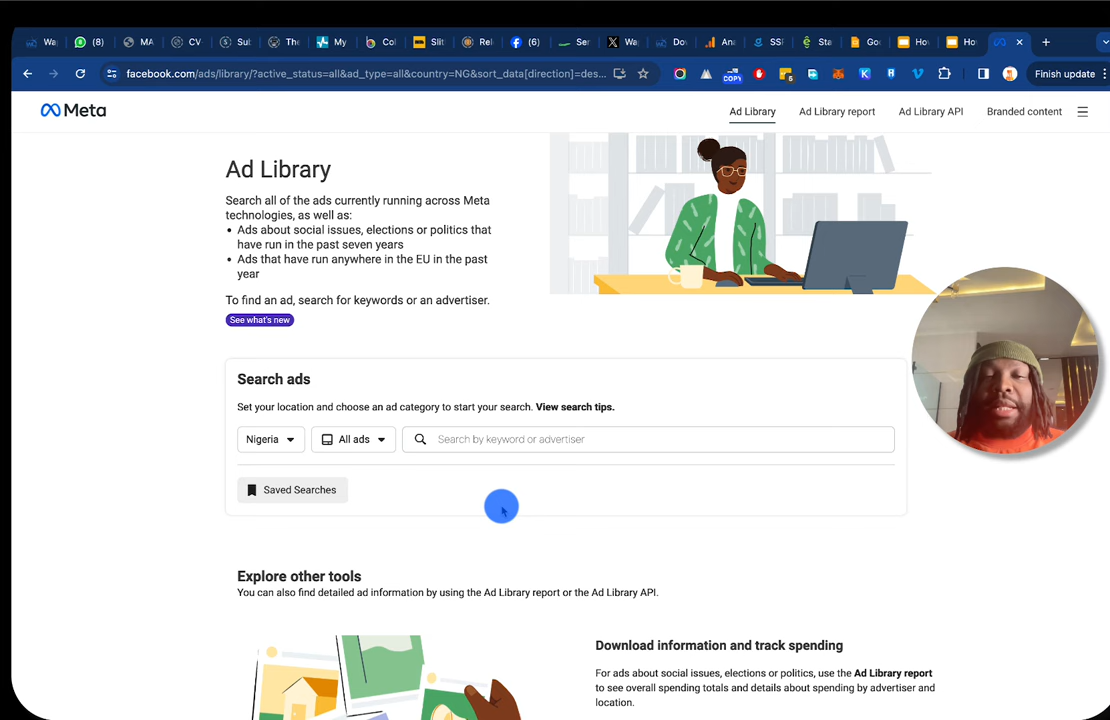 Wa
(8)
MA
CV
Sul
The
My
Col
Slit
Rel
(6)
Ser
Wa
Do
Ana
SSI
Sta
Goo
Hov
Hov
facebook.com/ads/library/?active_status=all&ad_type=all&country=NG&sort_data[direction]=des...
COPY
5
Finish update
Meta
Ad Library
Ad Library report
Ad Library API
Branded content
Ad Library
Search all of the ads currently running across Meta
technologies, as well as:
• Ads about social issues, elections or politics that
have run in the past seven years
• Ads that have run anywhere in the EU in the past
year
To find an ad, search for keywords or an advertiser.
See what's new
Search ads
Set your location and choose an ad category to start your search. View search tips.
Nigeria
All ads
Search by keyword or advertiser
Saved Searches
Explore other tools
You can also find detailed ad information by using the Ad Library report or the Ad Library API.
Download information and track spending
For ads about social issues, elections or politics, use the Ad Library report
to see overall spending totals and details about spending by advertiser and
location.